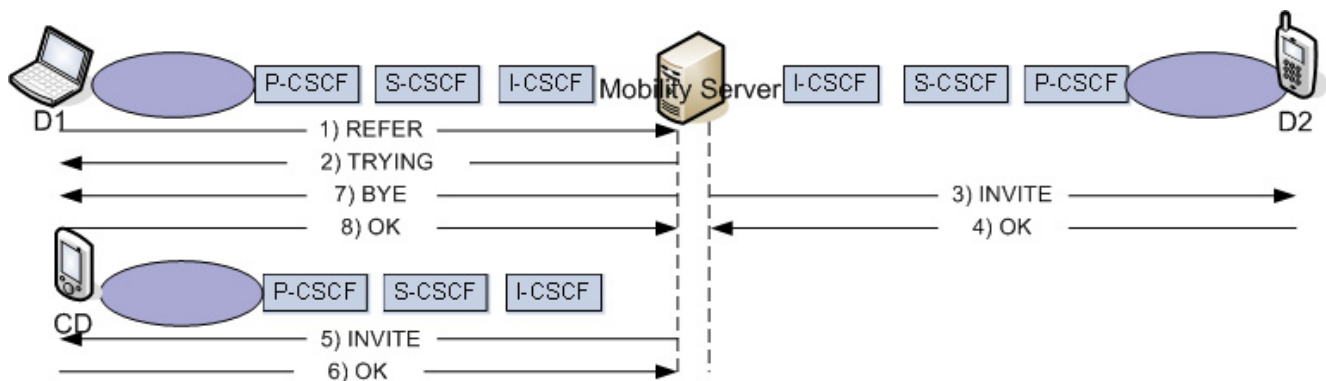 P-CSCF S-CSCF I-CSCF Mobility Server I-CSCF S-CSCF P-CSCF
D1 D2
1) REFER
2) TRYING
7) BYE 3) INVITE
8) OK 4) OK
P-CSCF S-CSCF I-CSCF
CD
5) INVITE
6) OK